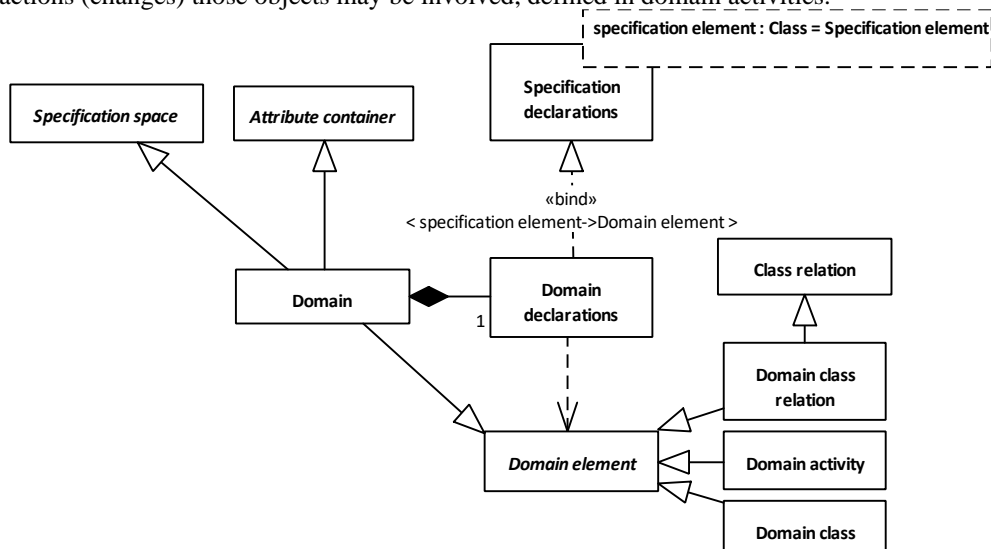 actions (changes) those objects may be involved, defined in domain activities.
specification element : Class = Specification element
Specification
declarations
Specification space
Attribute container
«bind»
< specification element->Domain element >
Class relation
Domain
Domain
declarations
1
Domain class
relation
Domain element
Domain activity
Domain class